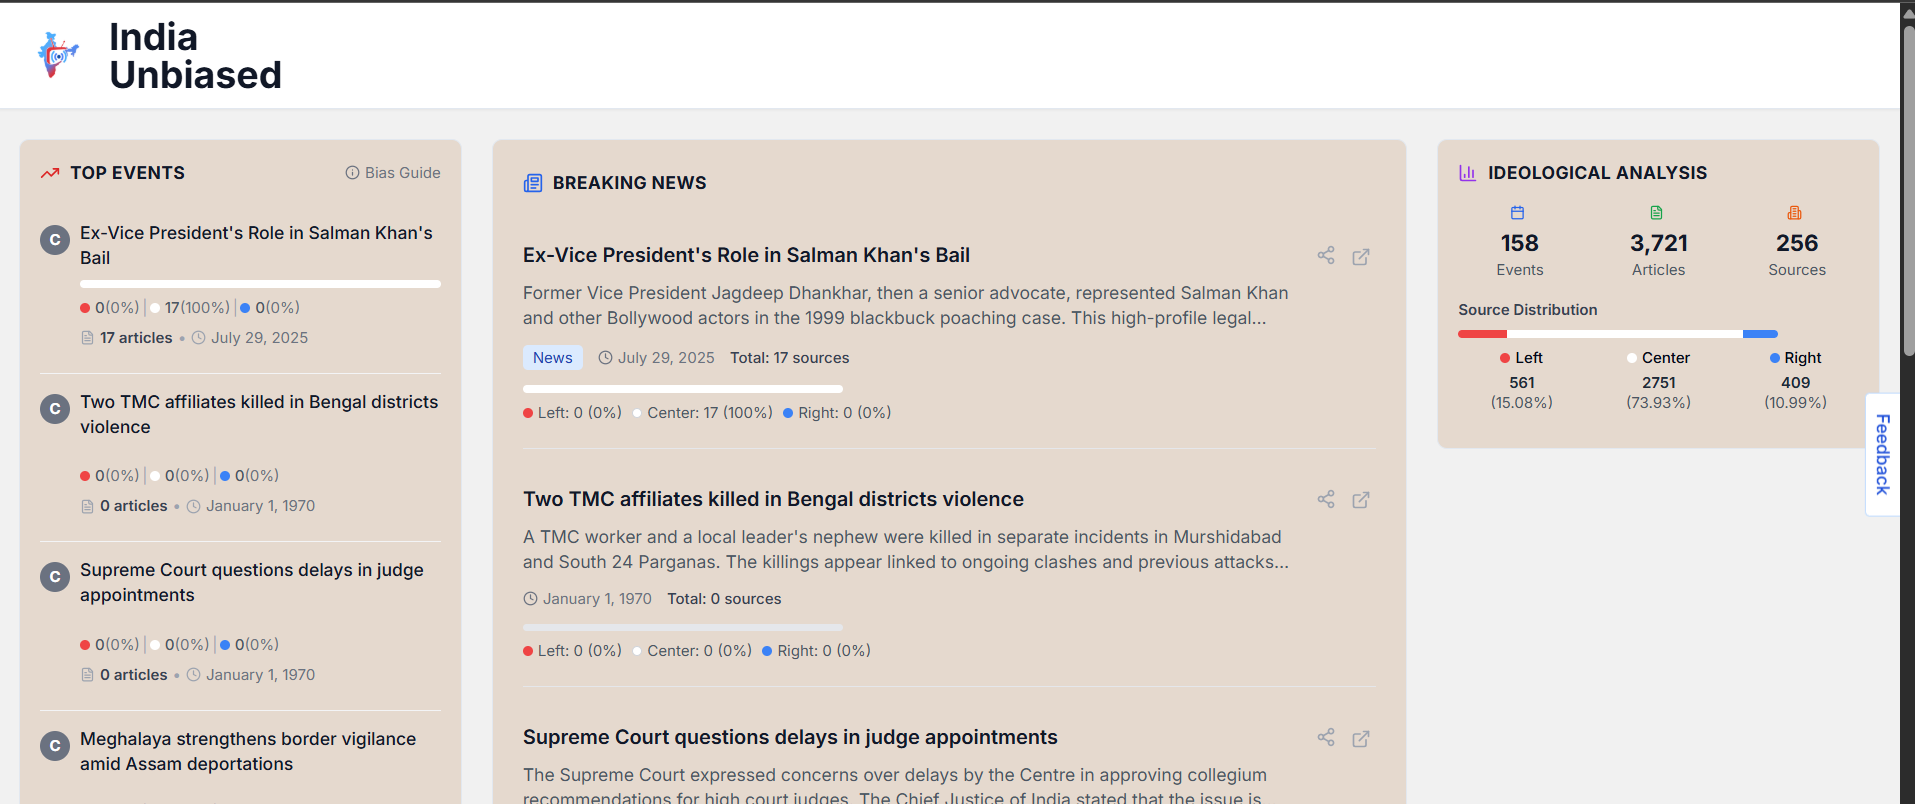 India
Unbiased
TOP EVENTS
Bias Guide
C
Ex-Vice President's Role in Salman Khan's
Bail
0(0%) | 17(100%) | 0(0%)
17 articles • July 29, 2025
C
Two TMC affiliates killed in Bengal districts
violence
0(0%) | 0(0%) | 0(0%)
0 articles • January 1, 1970
C
Supreme Court questions delays in judge
appointments
0(0%) | 0(0%) | 0(0%)
0 articles • January 1, 1970
C
Meghalaya strengthens border vigilance
amid Assam deportations
BREAKING NEWS
Ex-Vice President's Role in Salman Khan's Bail
Former Vice President Jagdeep Dhankhar, then a senior advocate, represented Salman Khan
and other Bollywood actors in the 1999 blackbuck poaching case. This high-profile legal...
News July 29, 2025 Total: 17 sources
Left: 0 (0%) Center: 17 (100%) Right: 0 (0%)
Two TMC affiliates killed in Bengal districts violence
A TMC worker and a local leader's nephew were killed in separate incidents in Murshidabad
and South 24 Parganas. The killings appear linked to ongoing clashes and previous attacks...
January 1, 1970 Total: 0 sources
Left: 0 (0%) Center: 0 (0%) Right: 0 (0%)
Supreme Court questions delays in judge appointments
The Supreme Court expressed concerns over delays by the Centre in approving collegium
recommendations for high court judges. The Chief Justice of India stated that the issue is
IDEOLOGICAL ANALYSIS
158 3,721 256
Events Articles Sources
Source Distribution
Left Center Right
561 2751 409
(15.08%) (73.93%) (10.99%)
Feedback